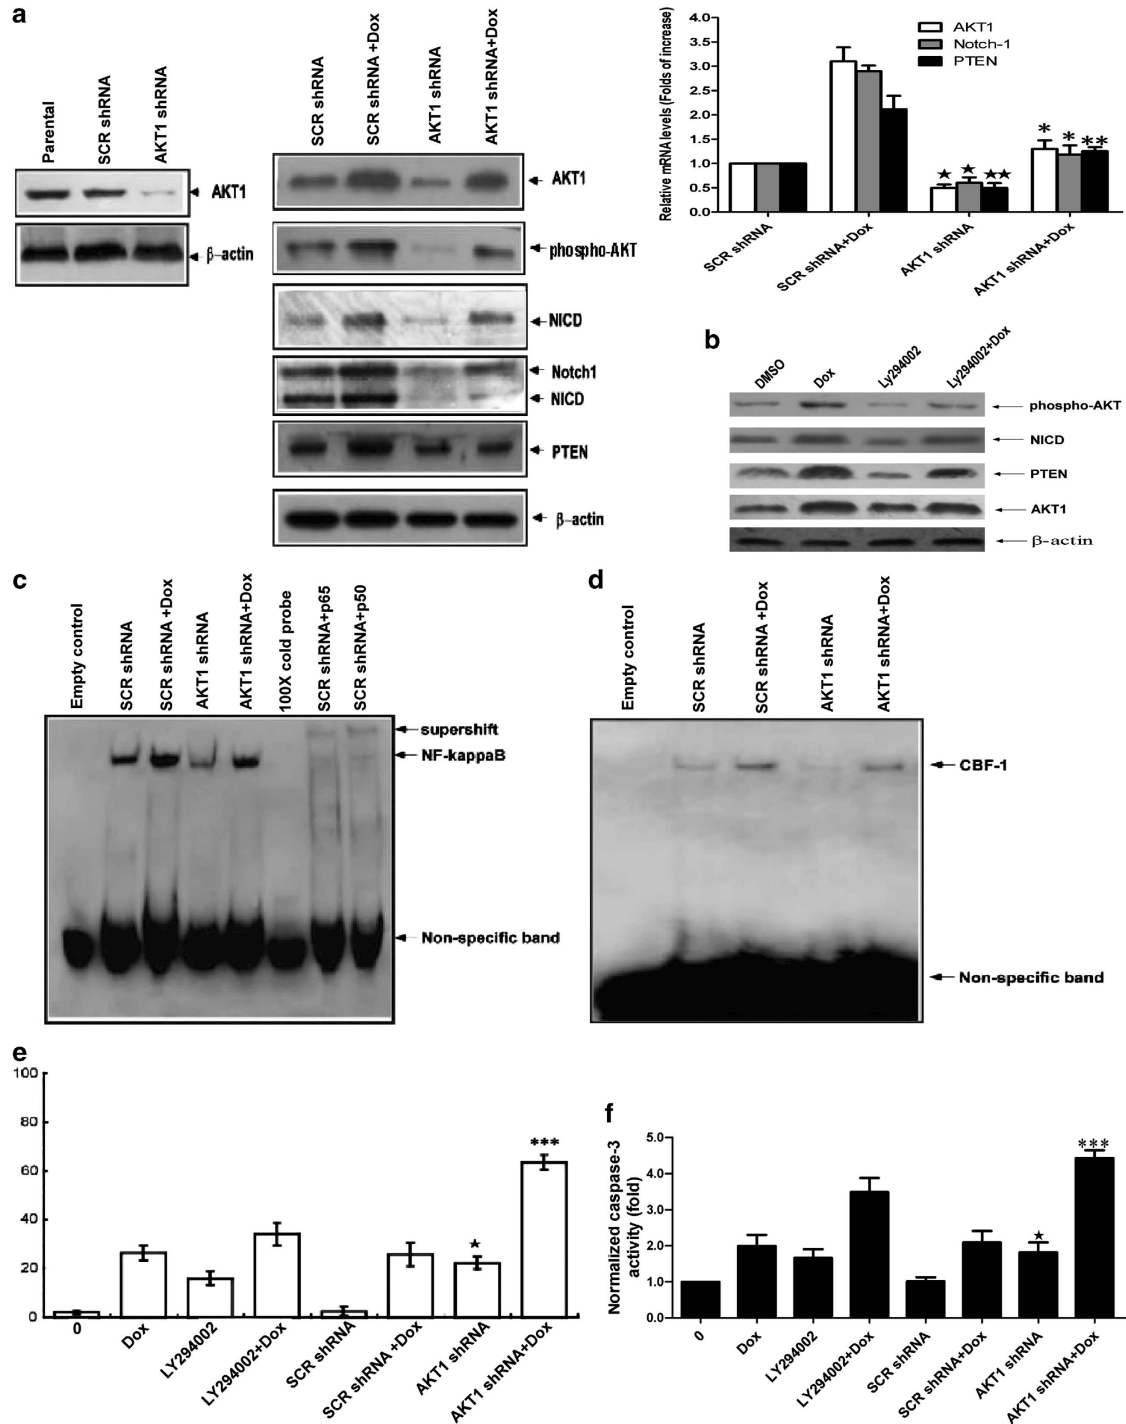 a
Parental
SCR shRNA
AKT1 shRNA
AKT1
β–actin
SCR shRNA
SCR shRNA +Dox
AKT1 shRNA
AKT1 shRNA+Dox
AKT1
phospho-AKT
NICD
Notch1
NICD
PTEN
β–actin
Relative mRNA levels (Folds of increase)
4.0
3.5
3.0
2.5
2.0
1.5
1.0
0.5
0.0
AKT1
Notch-1
PTEN
★ ★ ★★
* * **
SCR shRNA
SCR shRNA+Dox
AKT1 shRNA
AKT1 shRNA+Dox
b
DMSO
Dox
Ly294002
Ly294002+Dox
phospho-AKT
NICD
PTEN
AKT1
β-actin
c
Empty control
SCR shRNA
SCR shRNA +Dox
AKT1 shRNA
AKT1 shRNA+Dox
100X cold probe
SCR shRNA+p65
SCR shRNA+p50
supershift
NF-kappaB
Non-specific band
d
Empty control
SCR shRNA
SCR shRNA +Dox
AKT1 shRNA
AKT1 shRNA+Dox
CBF-1
Non-specific band
e
100
80
60
40
20
0
★
***
0
Dox
LY294002
LY294002+Dox
SCR shRNA
SCR shRNA +Dox
AKT1 shRNA
AKT1 shRNA+Dox
f
Normalized caspase-3
activity (fold)
5.0
4.0
3.0
2.0
1.0
0.0
★
***
0
Dox
LY294002
LY294002+Dox
SCR shRNA
SCR shRNA+Dox
AKT1 shRNA
AKT1 shRNA+Dox